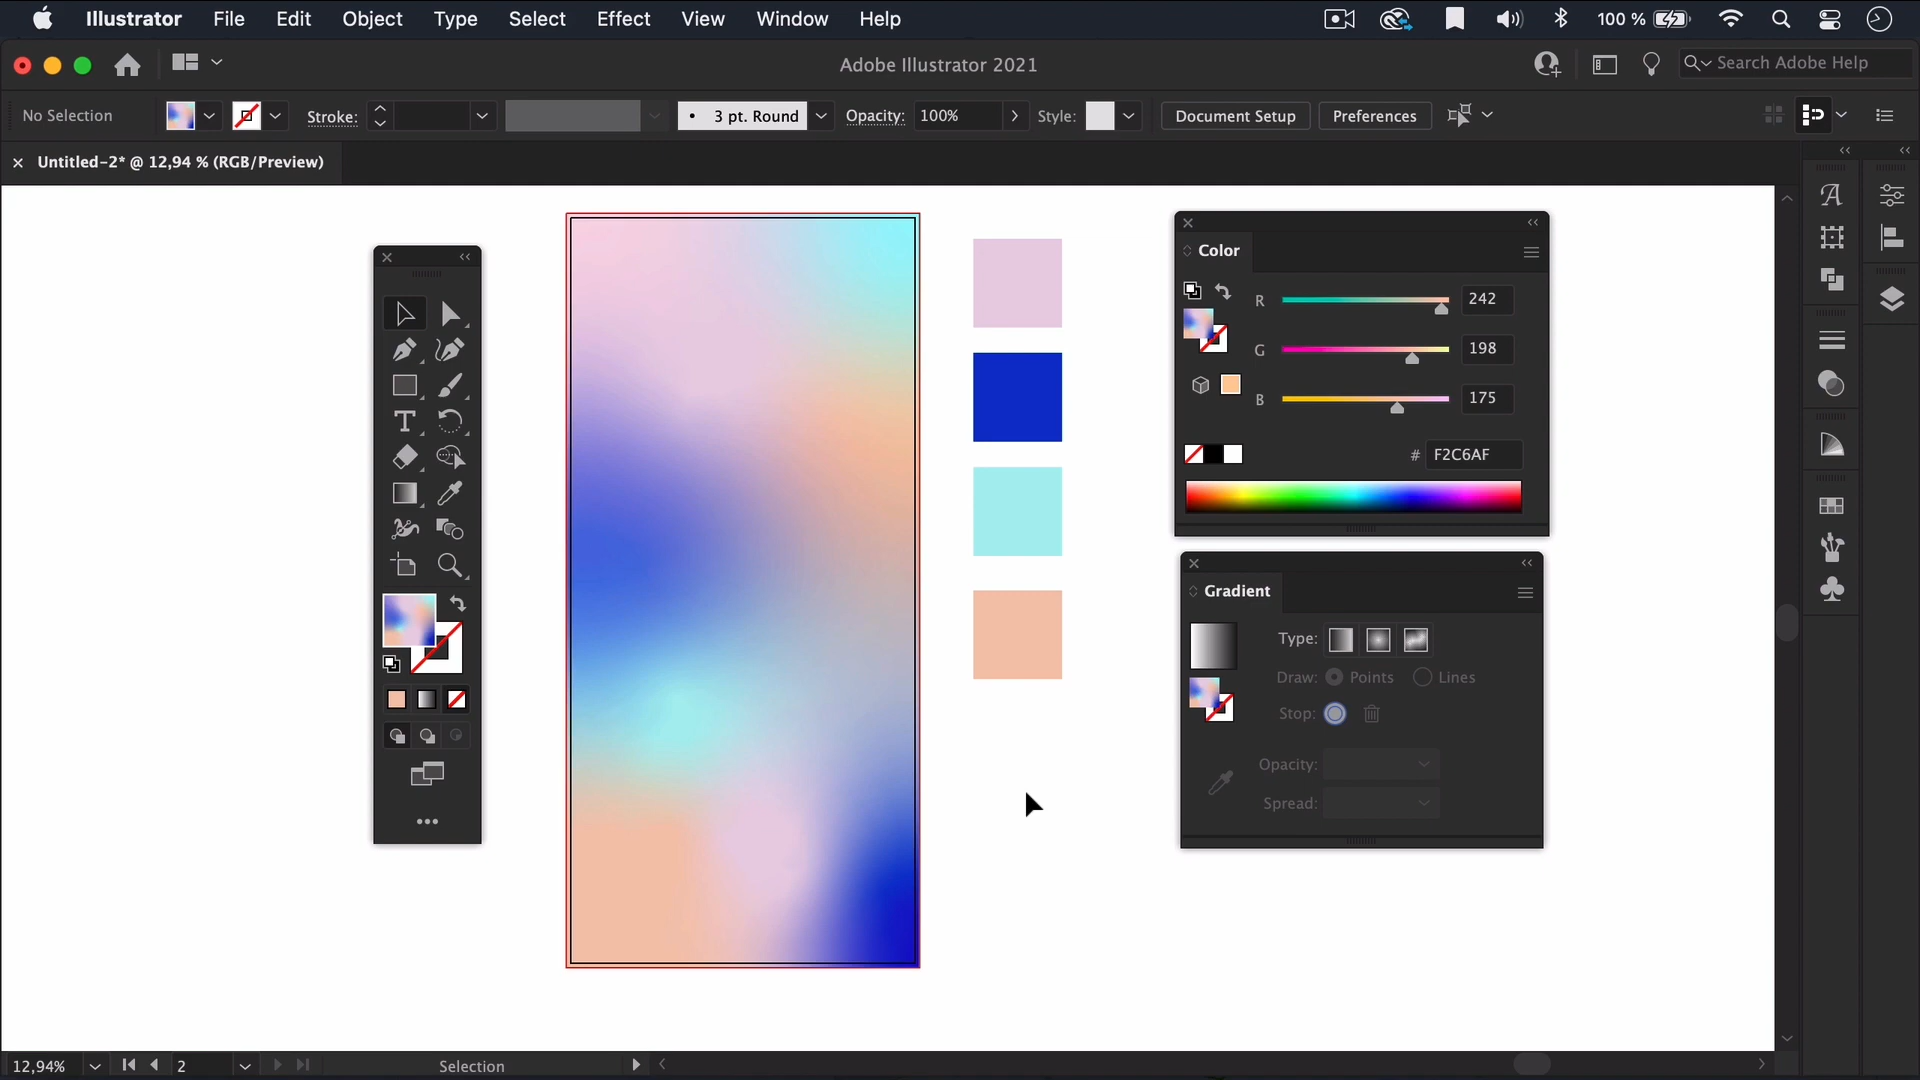 Illustrator File Edit Object Type Select Effect View Window Help 100 %
Adobe Illustrator 2021 Search Adobe Help
No Selection Stroke: 3 pt. Round Opacity: 100% Style: Document Setup Preferences
Untitled-2* @ 12,94 % (RGB/Preview)
Color
R 242
G 198
B 175
# F2C6AF
Gradient
Type:
Draw: Points Lines
Stop:
Opacity:
Spread:
12,94% 2 Selection